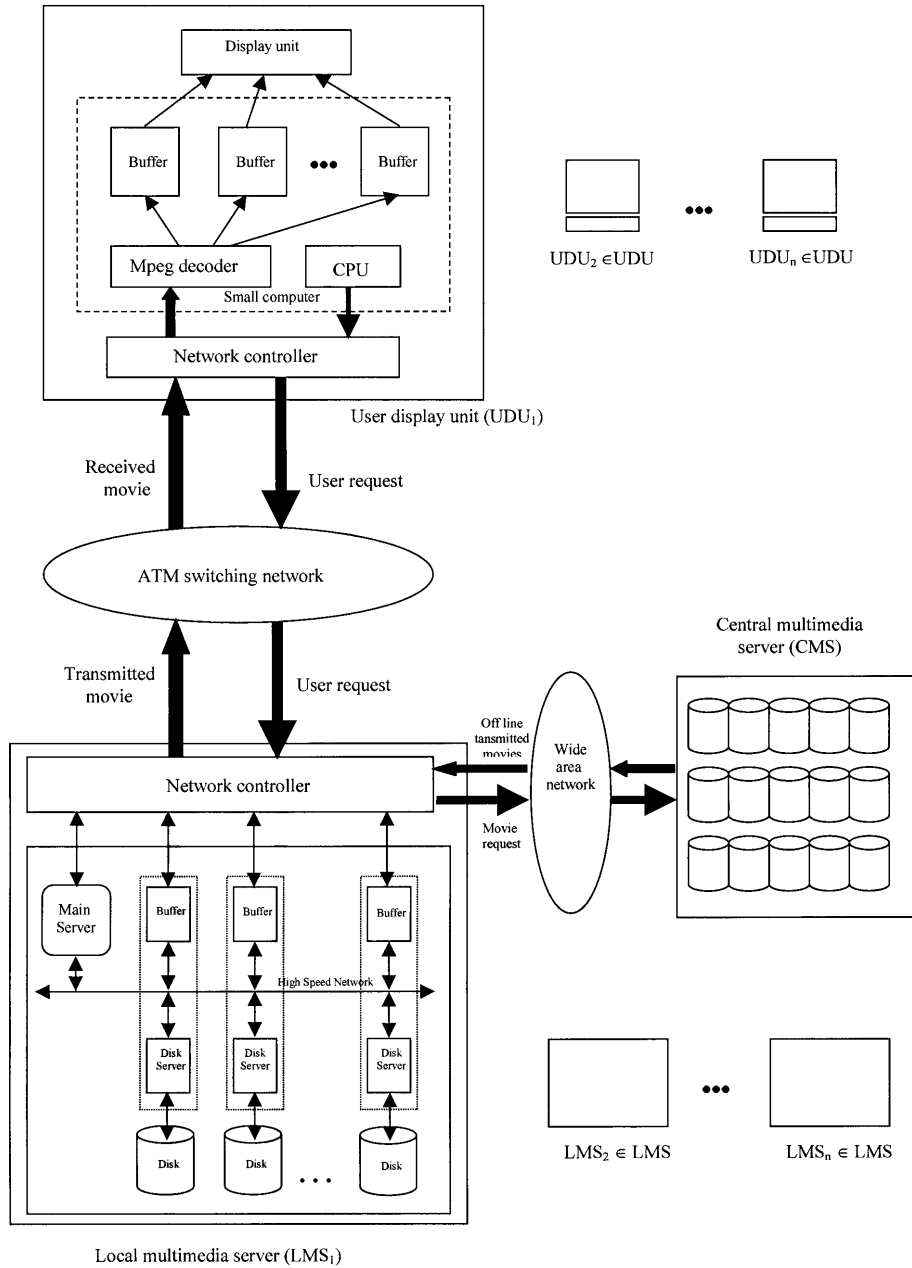 Display unit
Buffer
Buffer
•••
Buffer
Mpeg decoder
CPU
Small computer
Network controller
User display unit (UDU₁)
•••
UDU₂ ∈UDU
UDUₙ ∈UDU
Received
movie
User request
ATM switching network
Transmitted
movie
User request
Central multimedia
server (CMS)
Off line
tansmitted
movies
Wide
area
network
Movie
request
Network controller
Main
Server
Buffer
Buffer
Buffer
High Speed Network
Disk
Server
Disk
Server
Disk
Server
Disk
Disk
. . .
Disk
•••
LMS₂ ∈ LMS
LMSₙ ∈ LMS
Local multimedia server (LMS₁)